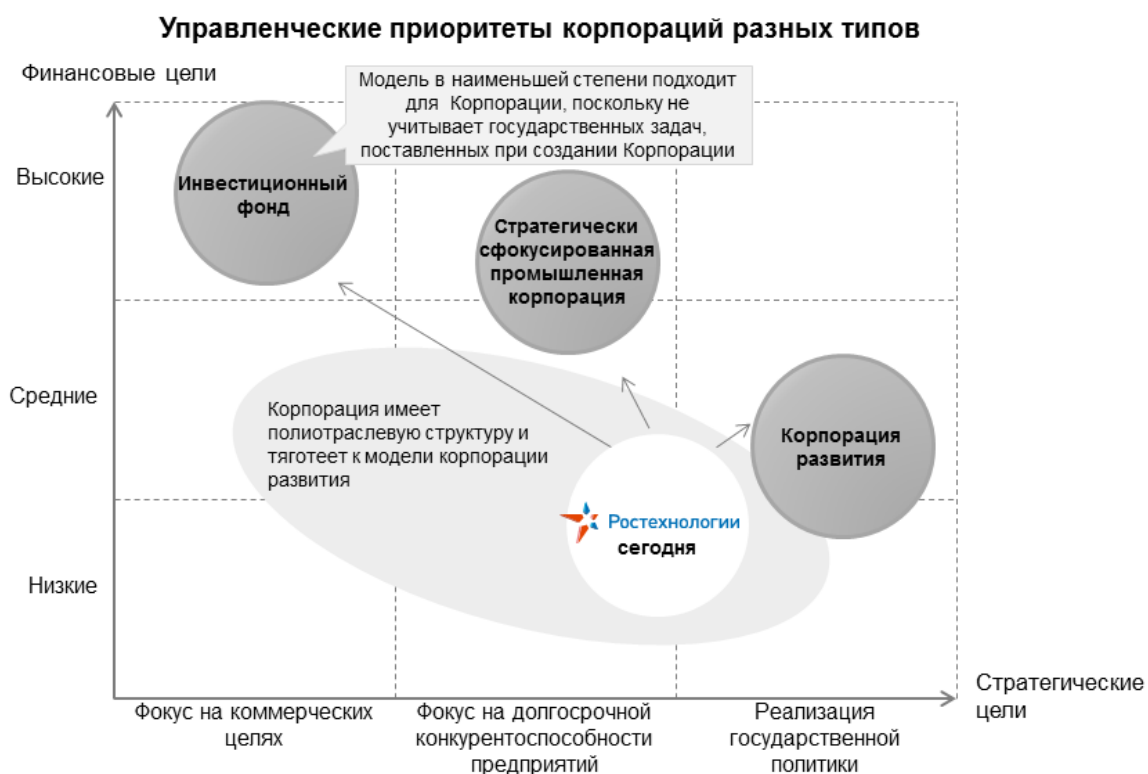 Управленческие приоритеты корпораций разных типов
Финансовые цели
Модель в наименьшей степени подходит
для Корпорации, поскольку не
учитывает государственных задач,
поставленных при создании Корпорации
Высокие
Инвестиционный
фонд
Стратегически
сфокусированная
промышленная
корпорация
Средние
Корпорация имеет
полиотраслевую структуру и
тяготеет к модели корпорации
развития
Корпорация
развития
Ростехнологии
сегодня
Низкие
Стратегические
цели
Фокус на коммерческих
целях
Фокус на долгосрочной
конкурентоспособности
предприятий
Реализация
государственной
политики